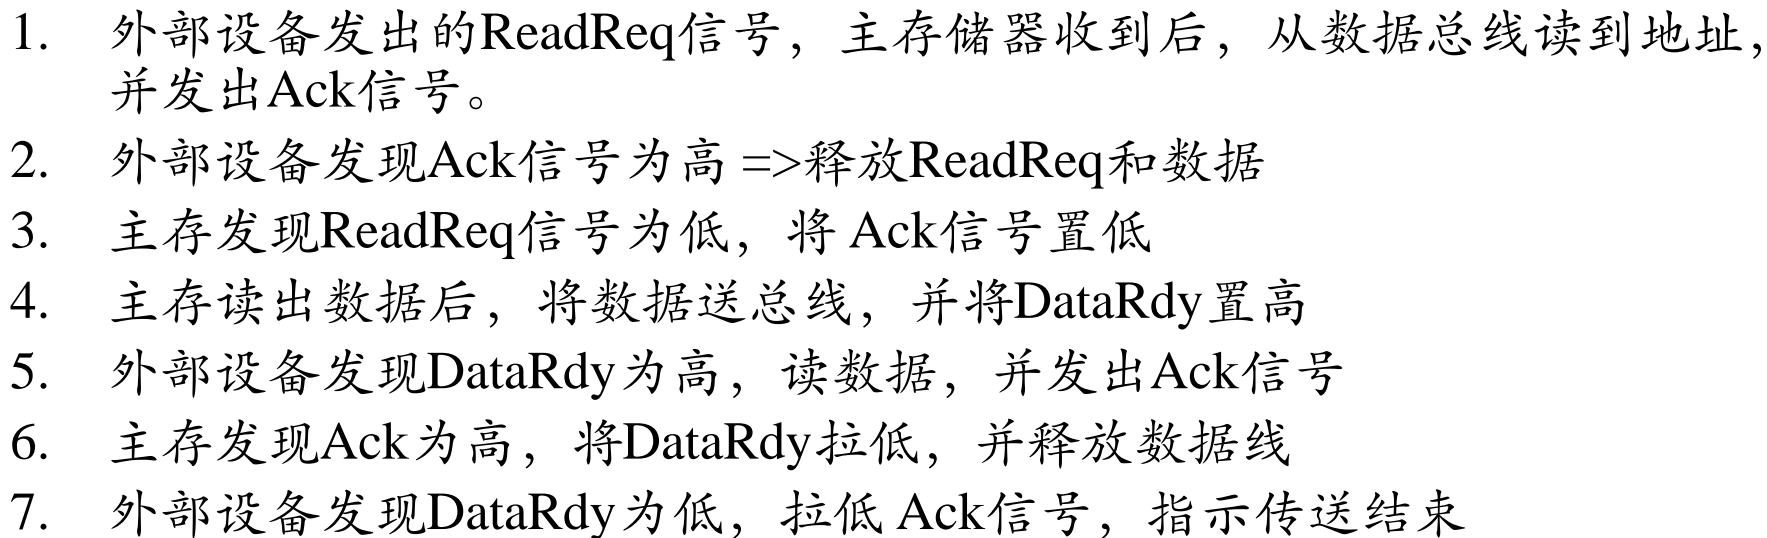 1. 外部设备发出的ReadReq信号，主存储器收到后，从数据总线读到地址，
并发出Ack信号。
2. 外部设备发现Ack信号为高 =>释放ReadReq和数据
3. 主存发现ReadReq信号为低，将 Ack信号置低
4. 主存读出数据后，将数据送总线，并将DataRdy置高
5. 外部设备发现DataRdy为高，读数据，并发出Ack信号
6. 主存发现Ack为高，将DataRdy拉低，并释放数据线
7. 外部设备发现DataRdy为低，拉低 Ack信号，指示传送结束